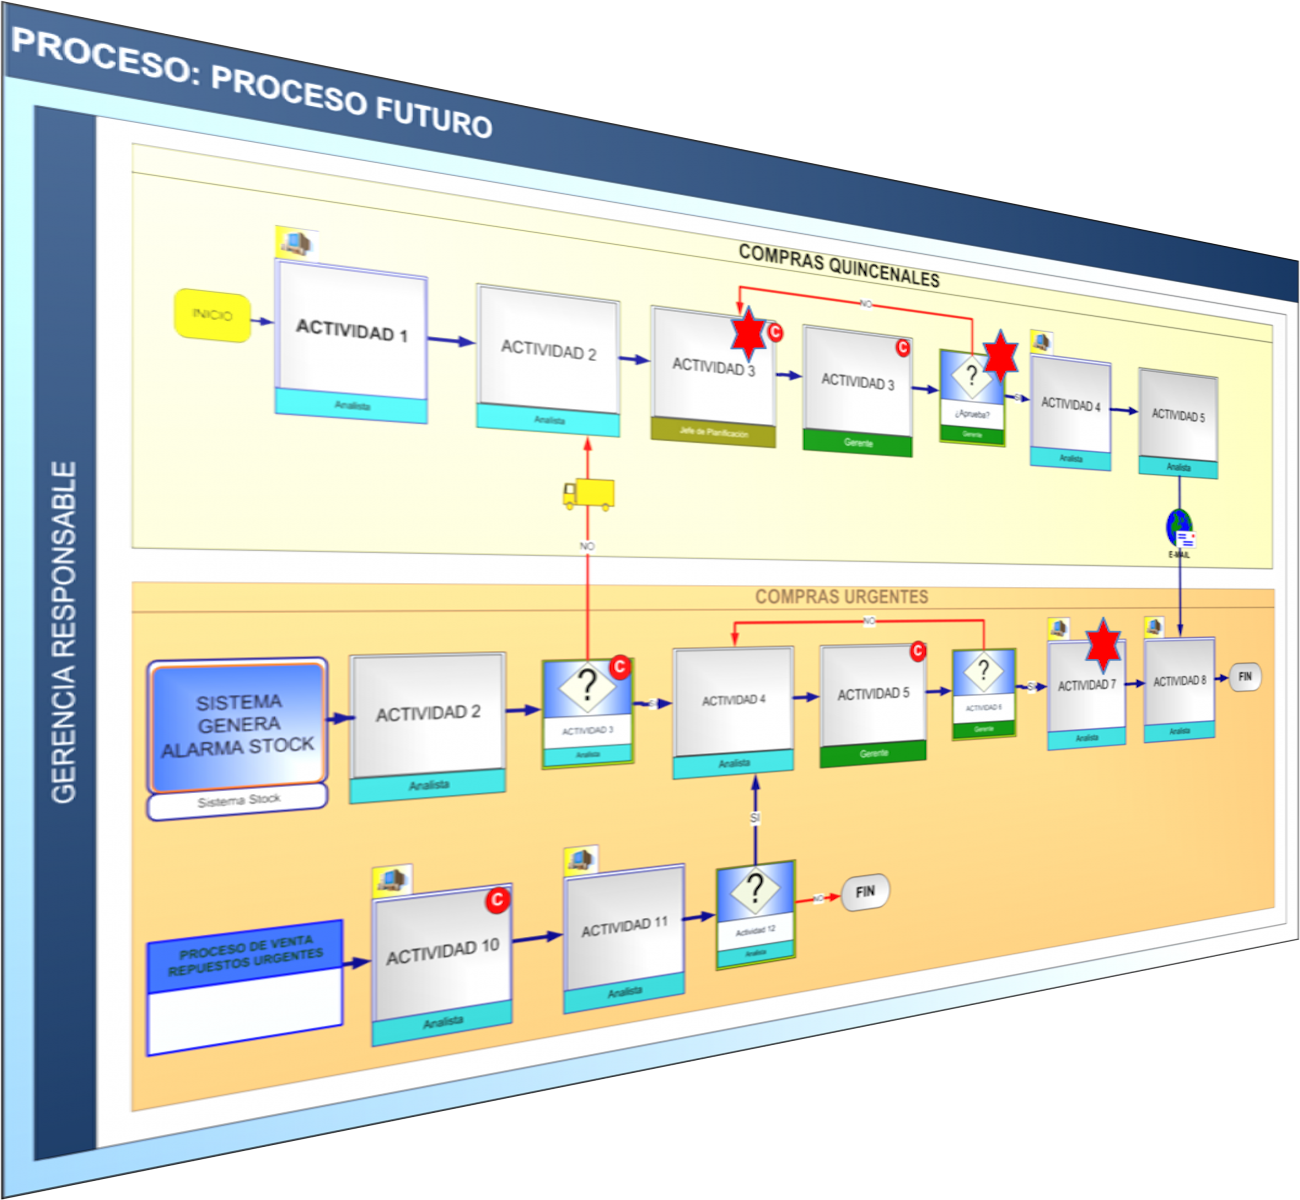 PROCESO: PROCESO FUTURO
GERENCIA RESPONSABLE
COMPRAS QUINCENALES
INICIO
ACTIVIDAD 1
Analista
ACTIVIDAD 2
Analista
C
ACTIVIDAD 3
Jefe de Planificación
C
ACTIVIDAD 3
Gerente
NO
?
¿Aprueba?
Gerente
SI
ACTIVIDAD 4
Analista
ACTIVIDAD 5
Analista
NO
E-MAIL
COMPRAS URGENTES
SISTEMA
GENERA
ALARMA STOCK
Sistema Stock
ACTIVIDAD 2
Analista
C
?
ACTIVIDAD 3
Analista
SI
ACTIVIDAD 4
Analista
NO
C
ACTIVIDAD 5
Gerente
?
ACTIVIDAD 6
Gerente
SI
ACTIVIDAD 7
Analista
ACTIVIDAD 8
Analista
FIN
SI
PROCESO DE VENTA
REPUESTOS URGENTES
C
ACTIVIDAD 10
Analista
ACTIVIDAD 11
Analista
?
Actividad 12
Analista
NO
FIN